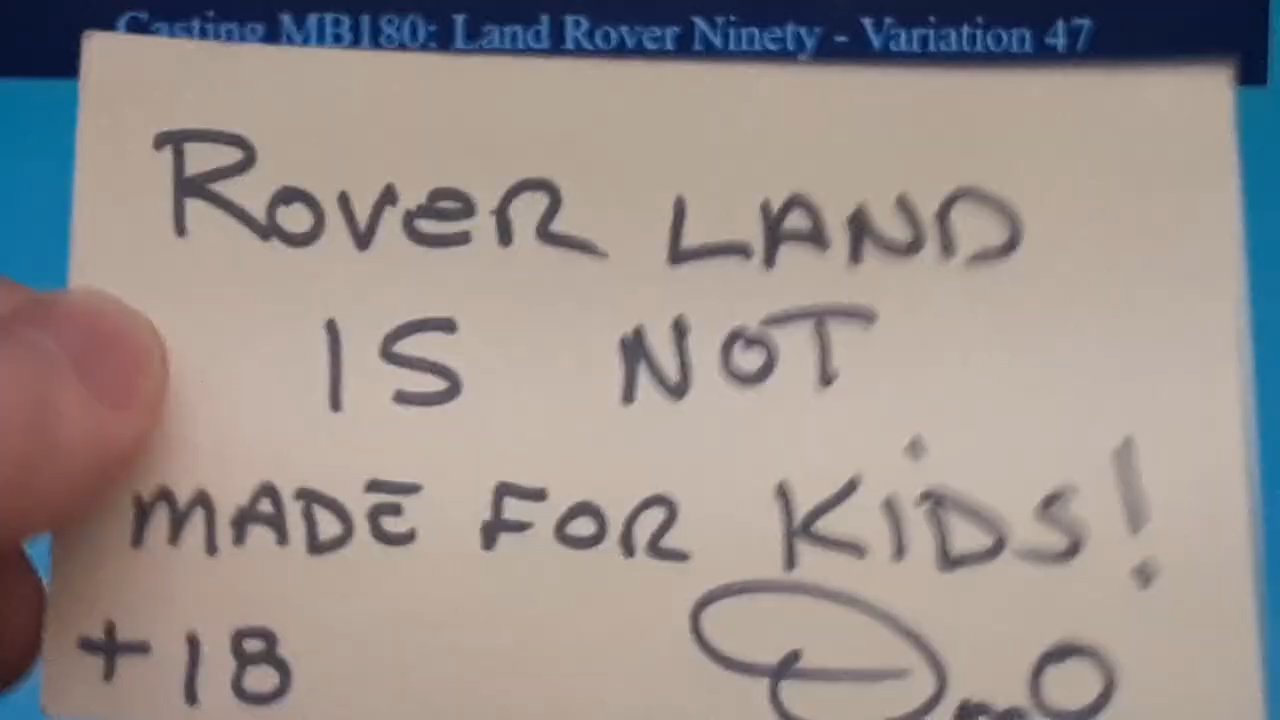 Casting MB180: Land Rover Ninety - Variation 47
ROVER LAND
IS NOT
MADE FOR KIDS!
+18